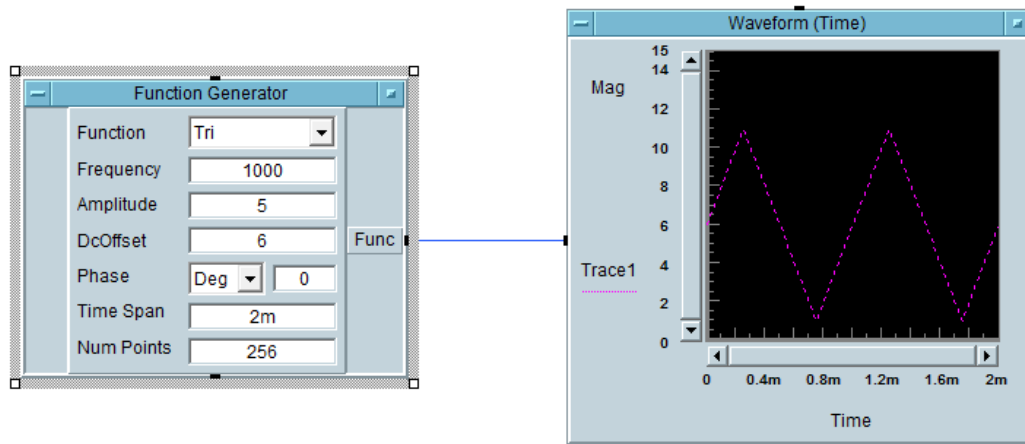 Function Generator
Function Tri
Frequency 1000
Amplitude 5
DcOffset 6
Phase Deg 0
Time Span 2m
Num Points 256
Func
Waveform (Time)
Mag
Trace1
15
14
12
10
8
6
4
2
0
0 0.4m 0.8m 1.2m 1.6m 2m
Time